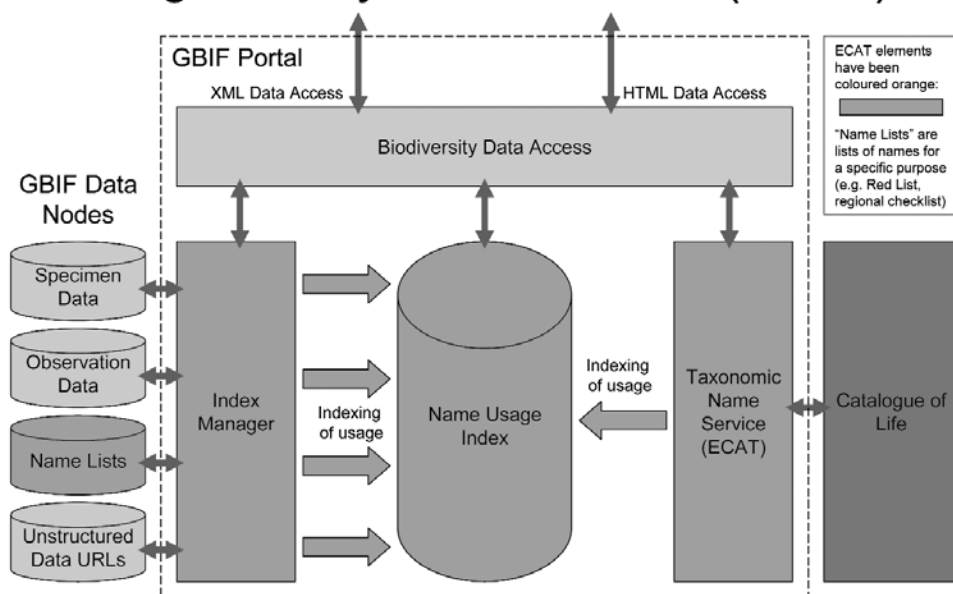 GBIF Portal
XML Data Access
HTML Data Access
Biodiversity Data Access
ECAT elements
have been
coloured orange:
"Name Lists" are
lists of names for
a specific purpose
(e.g. Red List,
regional checklist)
GBIF Data
Nodes
Specimen
Data
Observation
Data
Name Lists
Unstructured
Data URLs
Index
Manager
Indexing
of usage
Name Usage
Index
Indexing
of usage
Taxonomic
Name
Service
(ECAT)
Catalogue of
Life